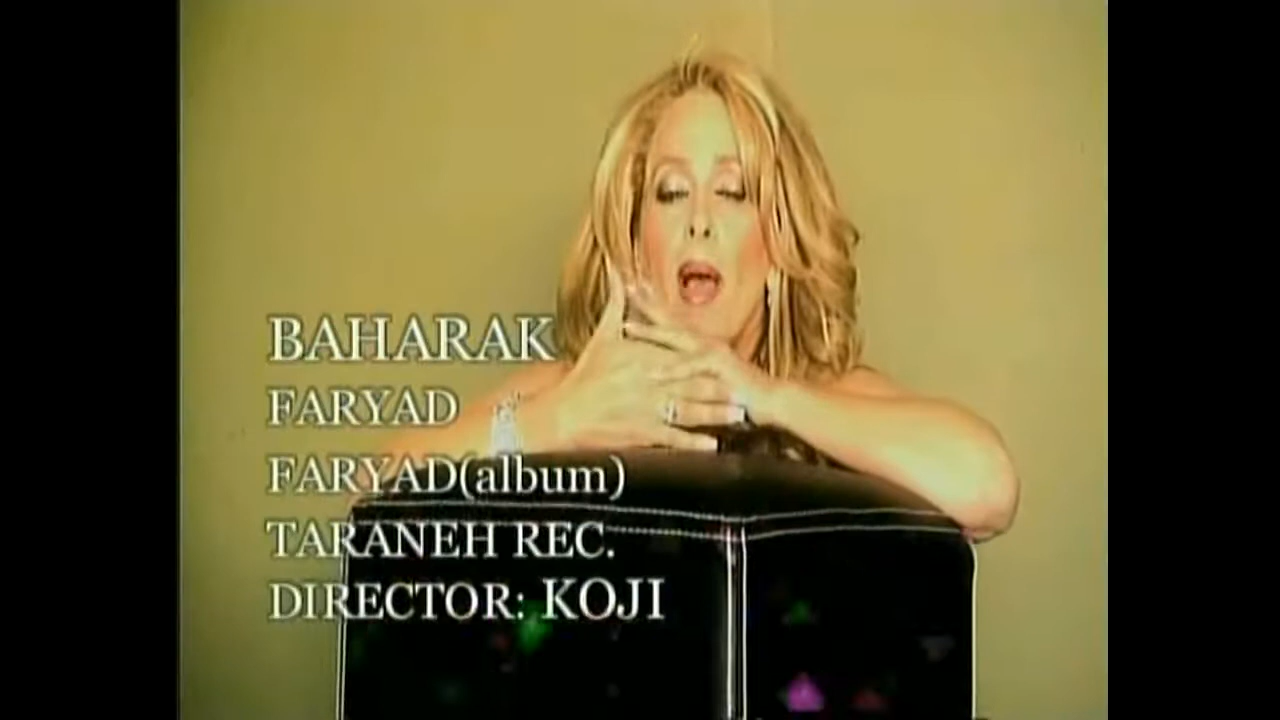 BAHARAK
FARYAD
FARYAD(album)
TARANEH REC.
DIRECTOR: KOJI